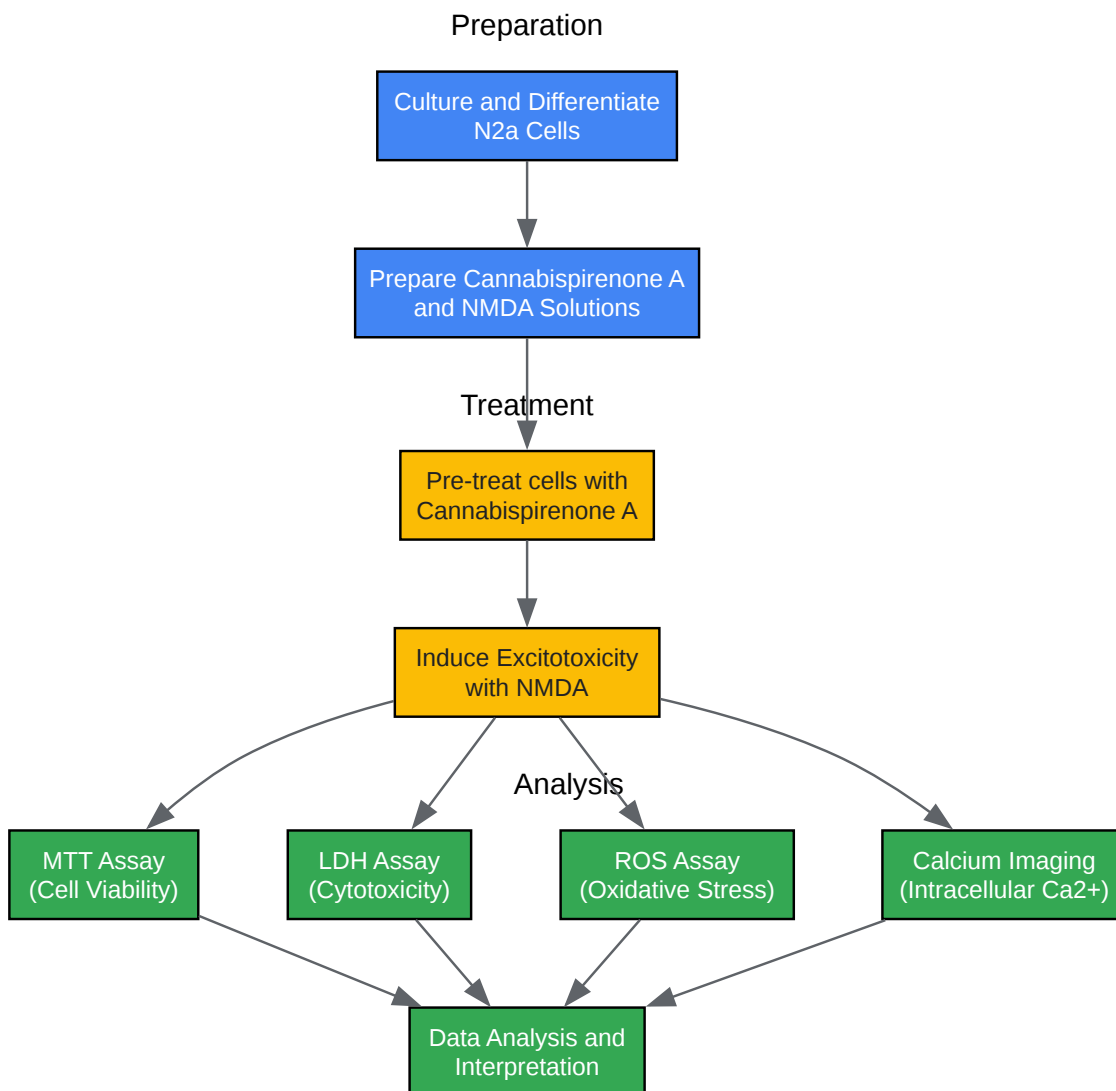 Preparation
Culture and Differentiate
N2a Cells
Prepare Cannabispirenone A
and NMDA Solutions
Treatment
Pre-treat cells with
Cannabispirenone A
Induce Excitotoxicity
with NMDA
Analysis
MTT Assay
(Cell Viability)
LDH Assay
(Cytotoxicity)
ROS Assay
(Oxidative Stress)
Calcium Imaging
(Intracellular Ca2+)
Data Analysis and
Interpretation